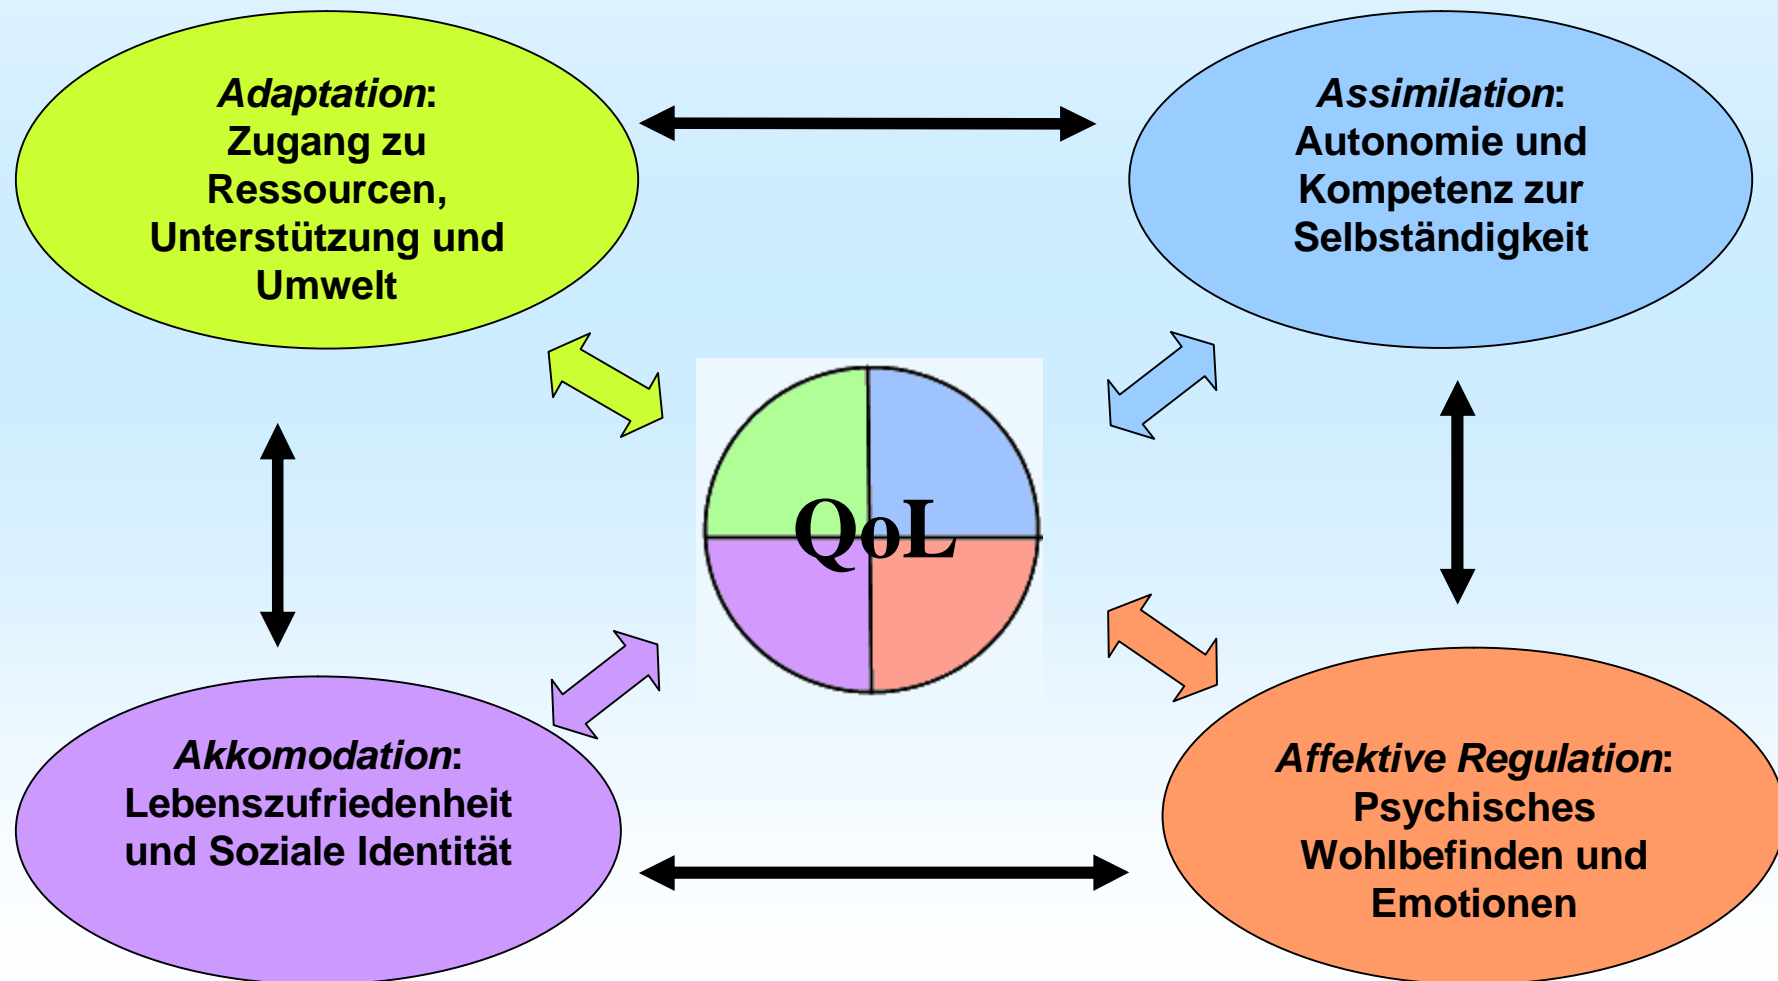 Adaptation:
Zugang zu
Ressourcen,
Unterstützung und
Umwelt
Assimilation:
Autonomie und
Kompetenz zur
Selbständigkeit
QoL
Akkomodation:
Lebenszufriedenheit
und Soziale Identität
Affektive Regulation:
Psychisches
Wohlbefinden und
Emotionen